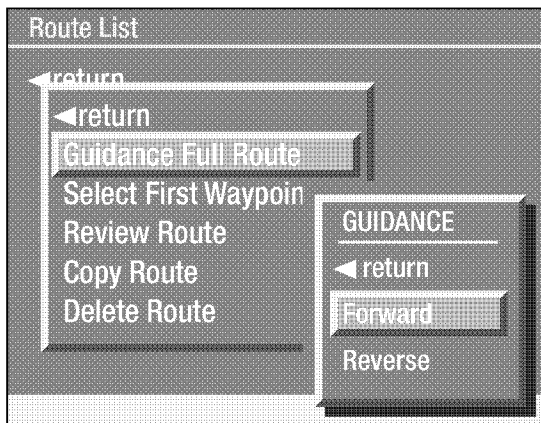 Route List
◄return
◄return
Guidance Full Route
Select First Waypoin
Review Route
Copy Route
Delete Route
GUIDANCE
◄ return
Forward
Reverse